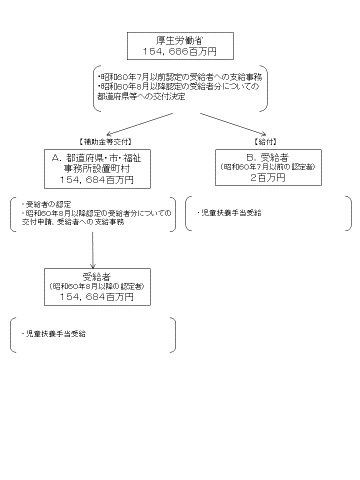 厚生労働省
154,686百万円
・昭和60年7月以前認定の受給者への支給事務
・昭和60年8月以降認定の受給者分についての
都道府県等への交付決定
【補助金等交付】
【給付】
A．都道府県・市・福祉
事務所設置町村
154,684百万円
B．受給者
（昭和60年7月以前の認定者）
2百万円
・受給者の認定
・昭和60年8月以降認定の受給者分についての
交付申請、受給者への支給事務
・児童扶養手当受給
受給者
（昭和60年8月以降の認定者）
154,684百万円
・児童扶養手当受給